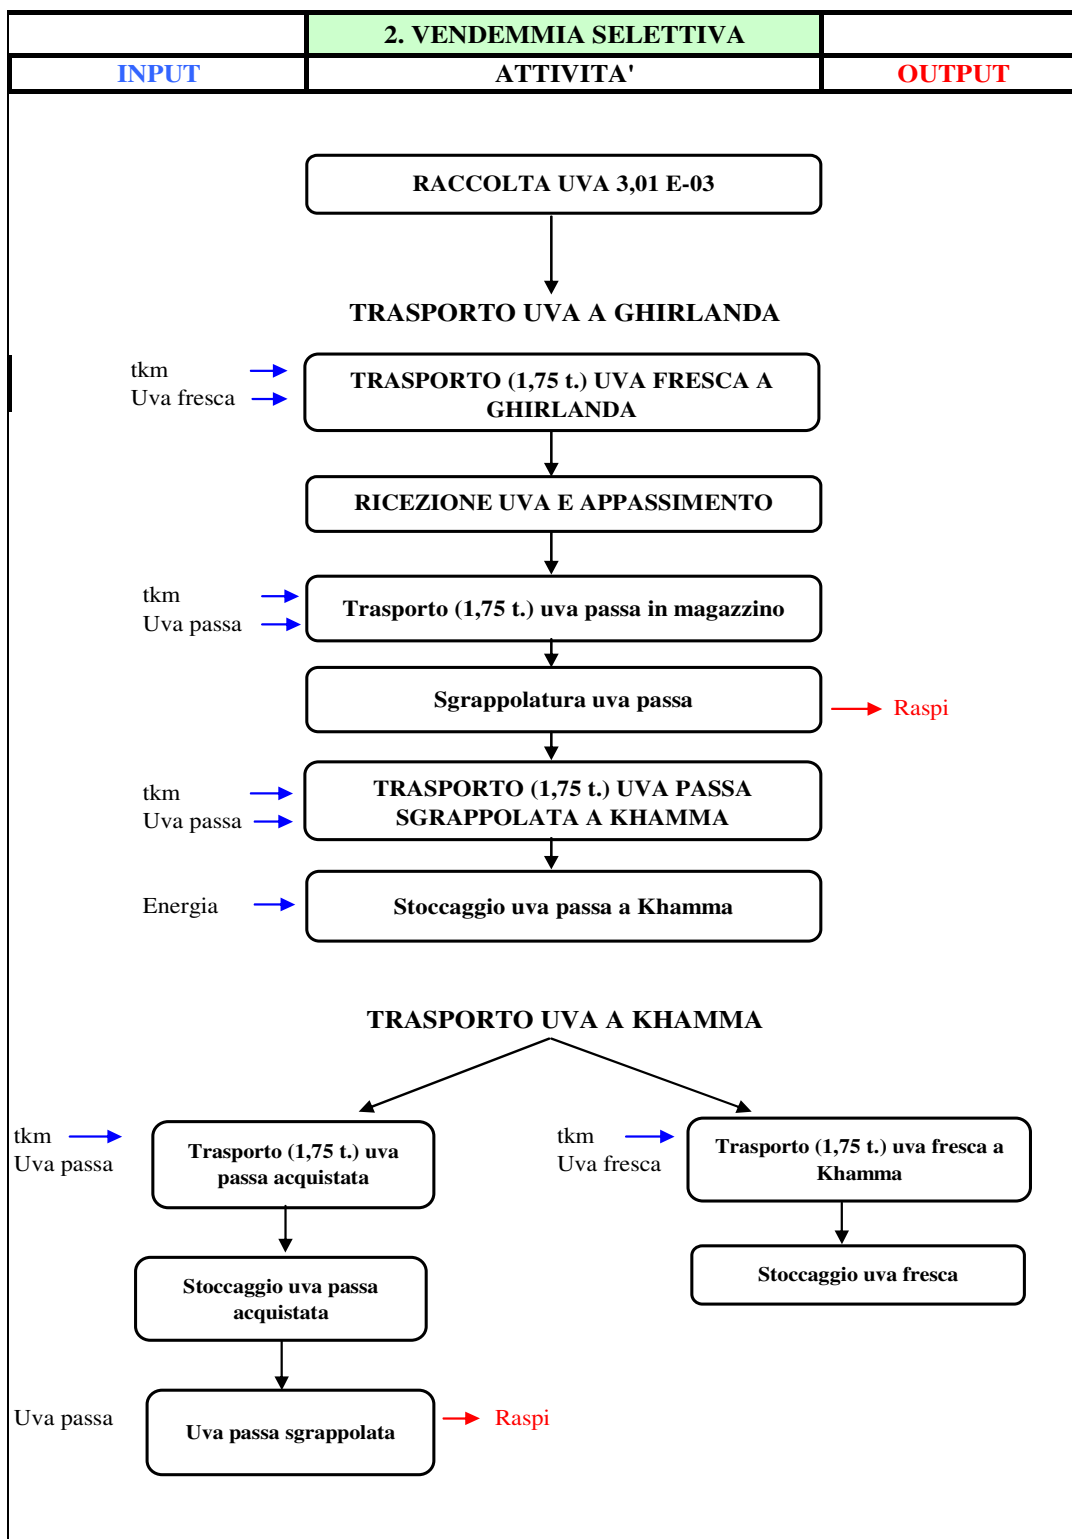 2. VENDEMMIA SELETTIVA
INPUT
ATTIVITA'
OUTPUT
RACCOLTA UVA 3,01 E-03
TRASPORTO UVA A GHIRLANDA
tkm
Uva fresca
TRASPORTO (1,75 t.) UVA FRESCA A
GHIRLANDA
RICEZIONE UVA E APPASSIMENTO
tkm
Uva passa
Trasporto (1,75 t.) uva passa in magazzino
Sgrappolatura uva passa
Raspi
tkm
Uva passa
TRASPORTO (1,75 t.) UVA PASSA
SGRAPPOLATA A KHAMMA
Energia
Stoccaggio uva passa a Khamma
TRASPORTO UVA A KHAMMA
tkm
Uva passa
Trasporto (1,75 t.) uva
passa acquistata
tkm
Uva fresca
Trasporto (1,75 t.) uva fresca a
Khamma
Stoccaggio uva passa
acquistata
Stoccaggio uva fresca
Uva passa
Uva passa sgrappolata
Raspi